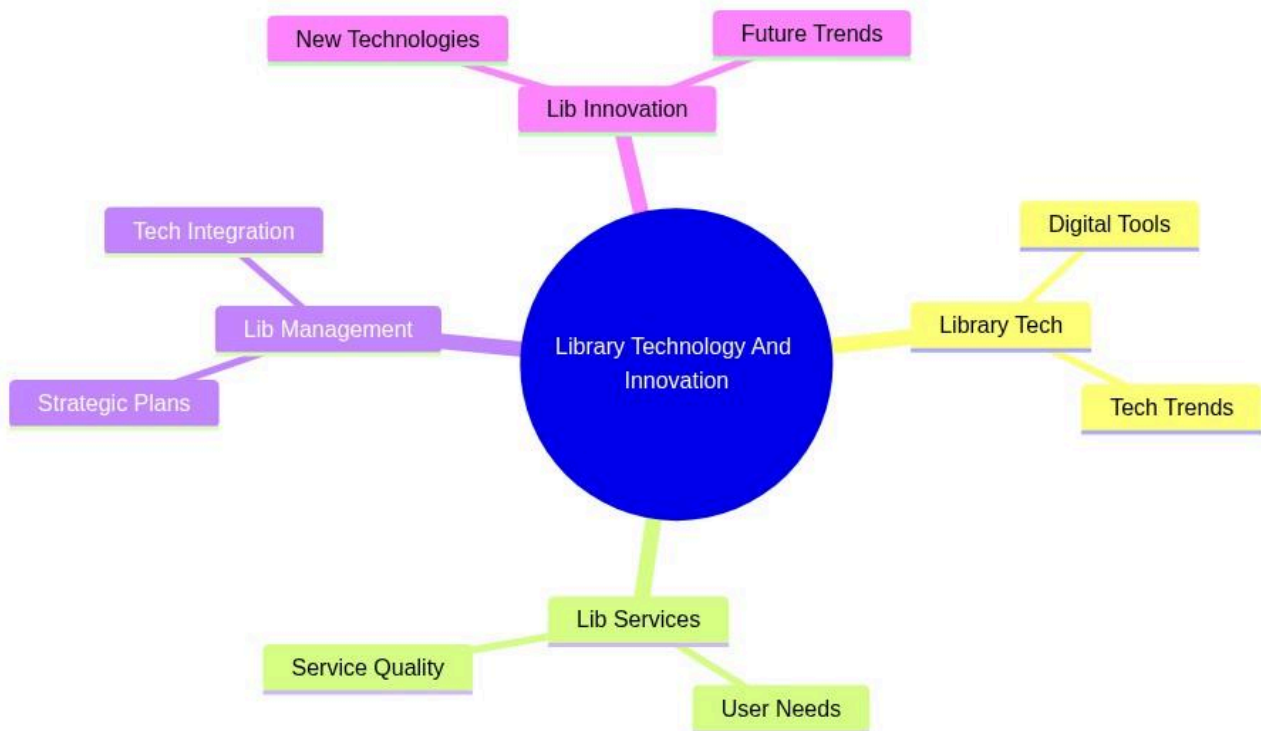 New Technologies
Future Trends
Lib Innovation
Tech Integration
Digital Tools
Lib Management
Library Tech
Library Technology And
Innovation
Strategic Plans
Tech Trends
Lib Services
Service Quality
User Needs